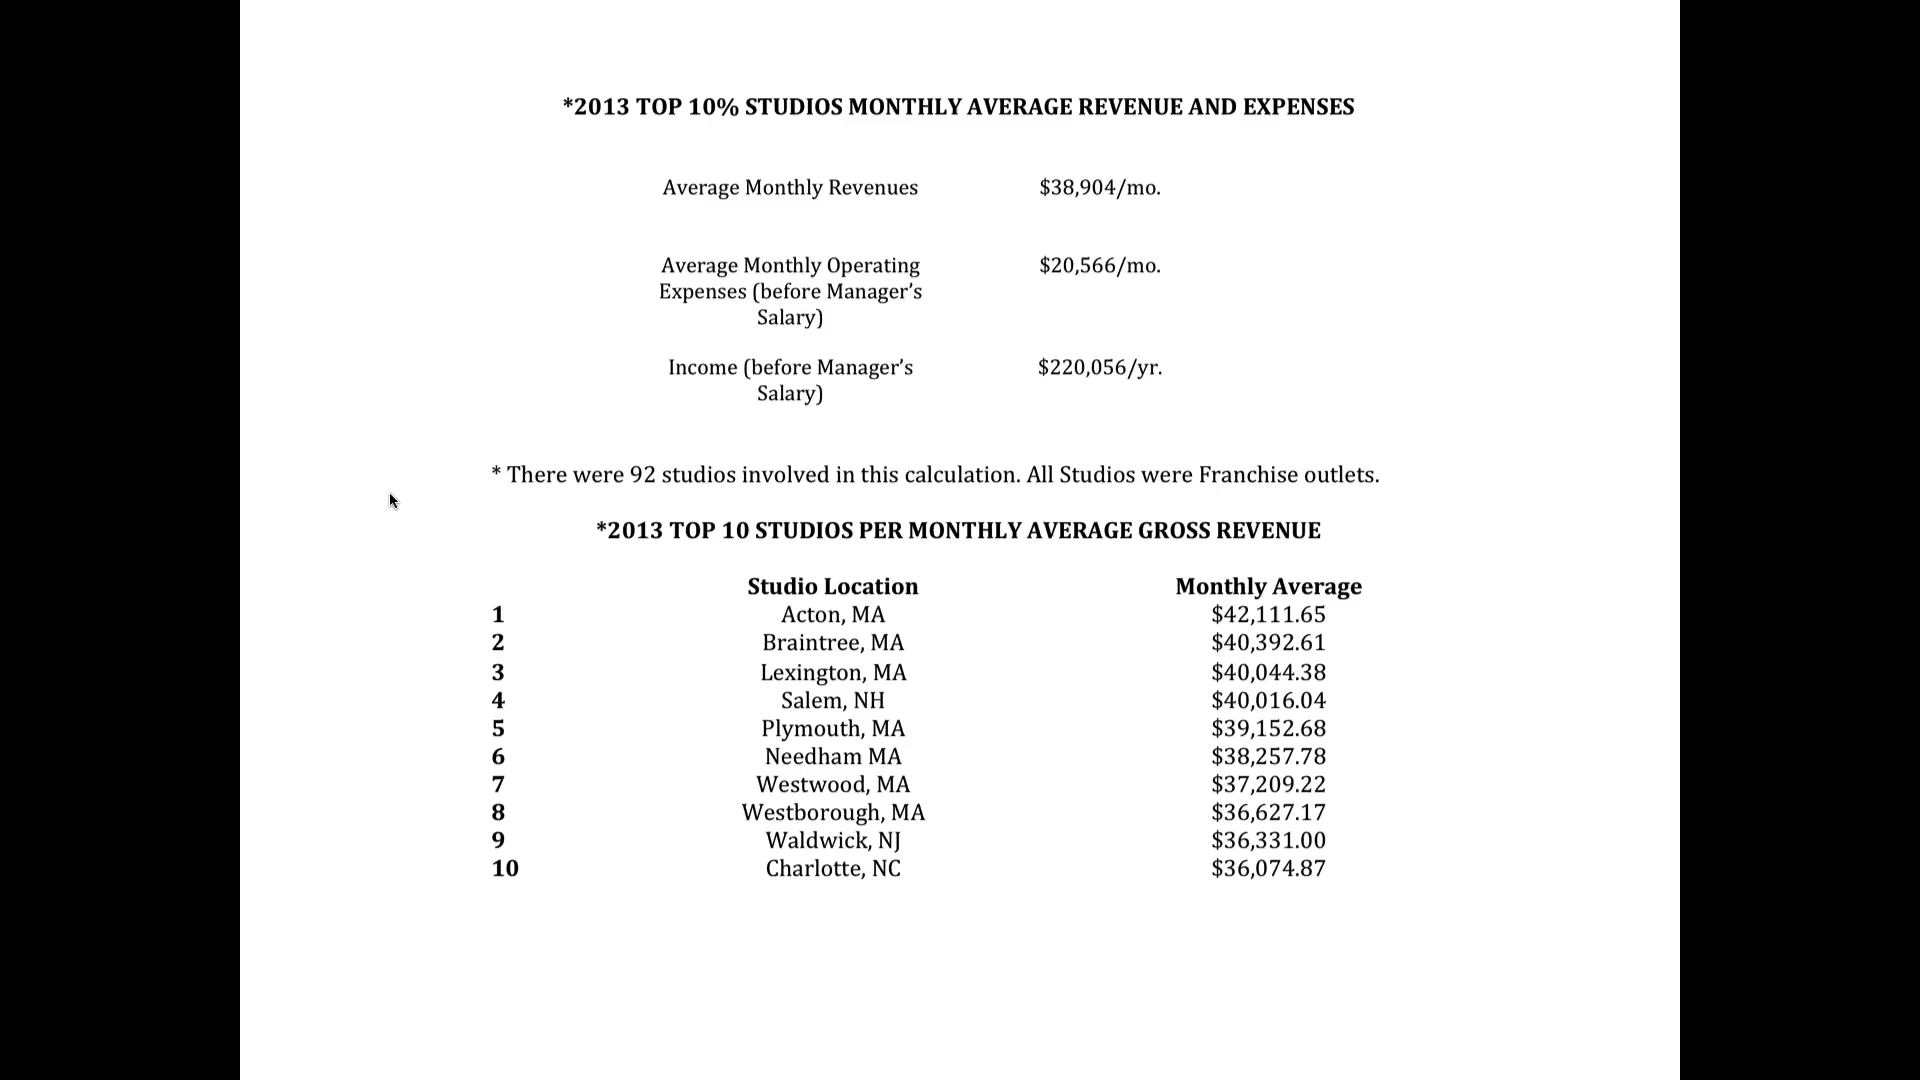 *2013 TOP 10% STUDIOS MONTHLY AVERAGE REVENUE AND EXPENSES
Average Monthly Revenues $38,904/mo.
Average Monthly Operating $20,566/mo.
Expenses (before Manager’s
Salary)
Income (before Manager’s $220,056/yr.
Salary)
* There were 92 studios involved in this calculation. All Studios were Franchise outlets.
*2013 TOP 10 STUDIOS PER MONTHLY AVERAGE GROSS REVENUE
Studio Location Monthly Average
1 Acton, MA $42,111.65
2 Braintree, MA $40,392.61
3 Lexington, MA $40,044.38
4 Salem, NH $40,016.04
5 Plymouth, MA $39,152.68
6 Needham MA $38,257.78
7 Westwood, MA $37,209.22
8 Westborough, MA $36,627.17
9 Waldwick, NJ $36,331.00
10 Charlotte, NC $36,074.87